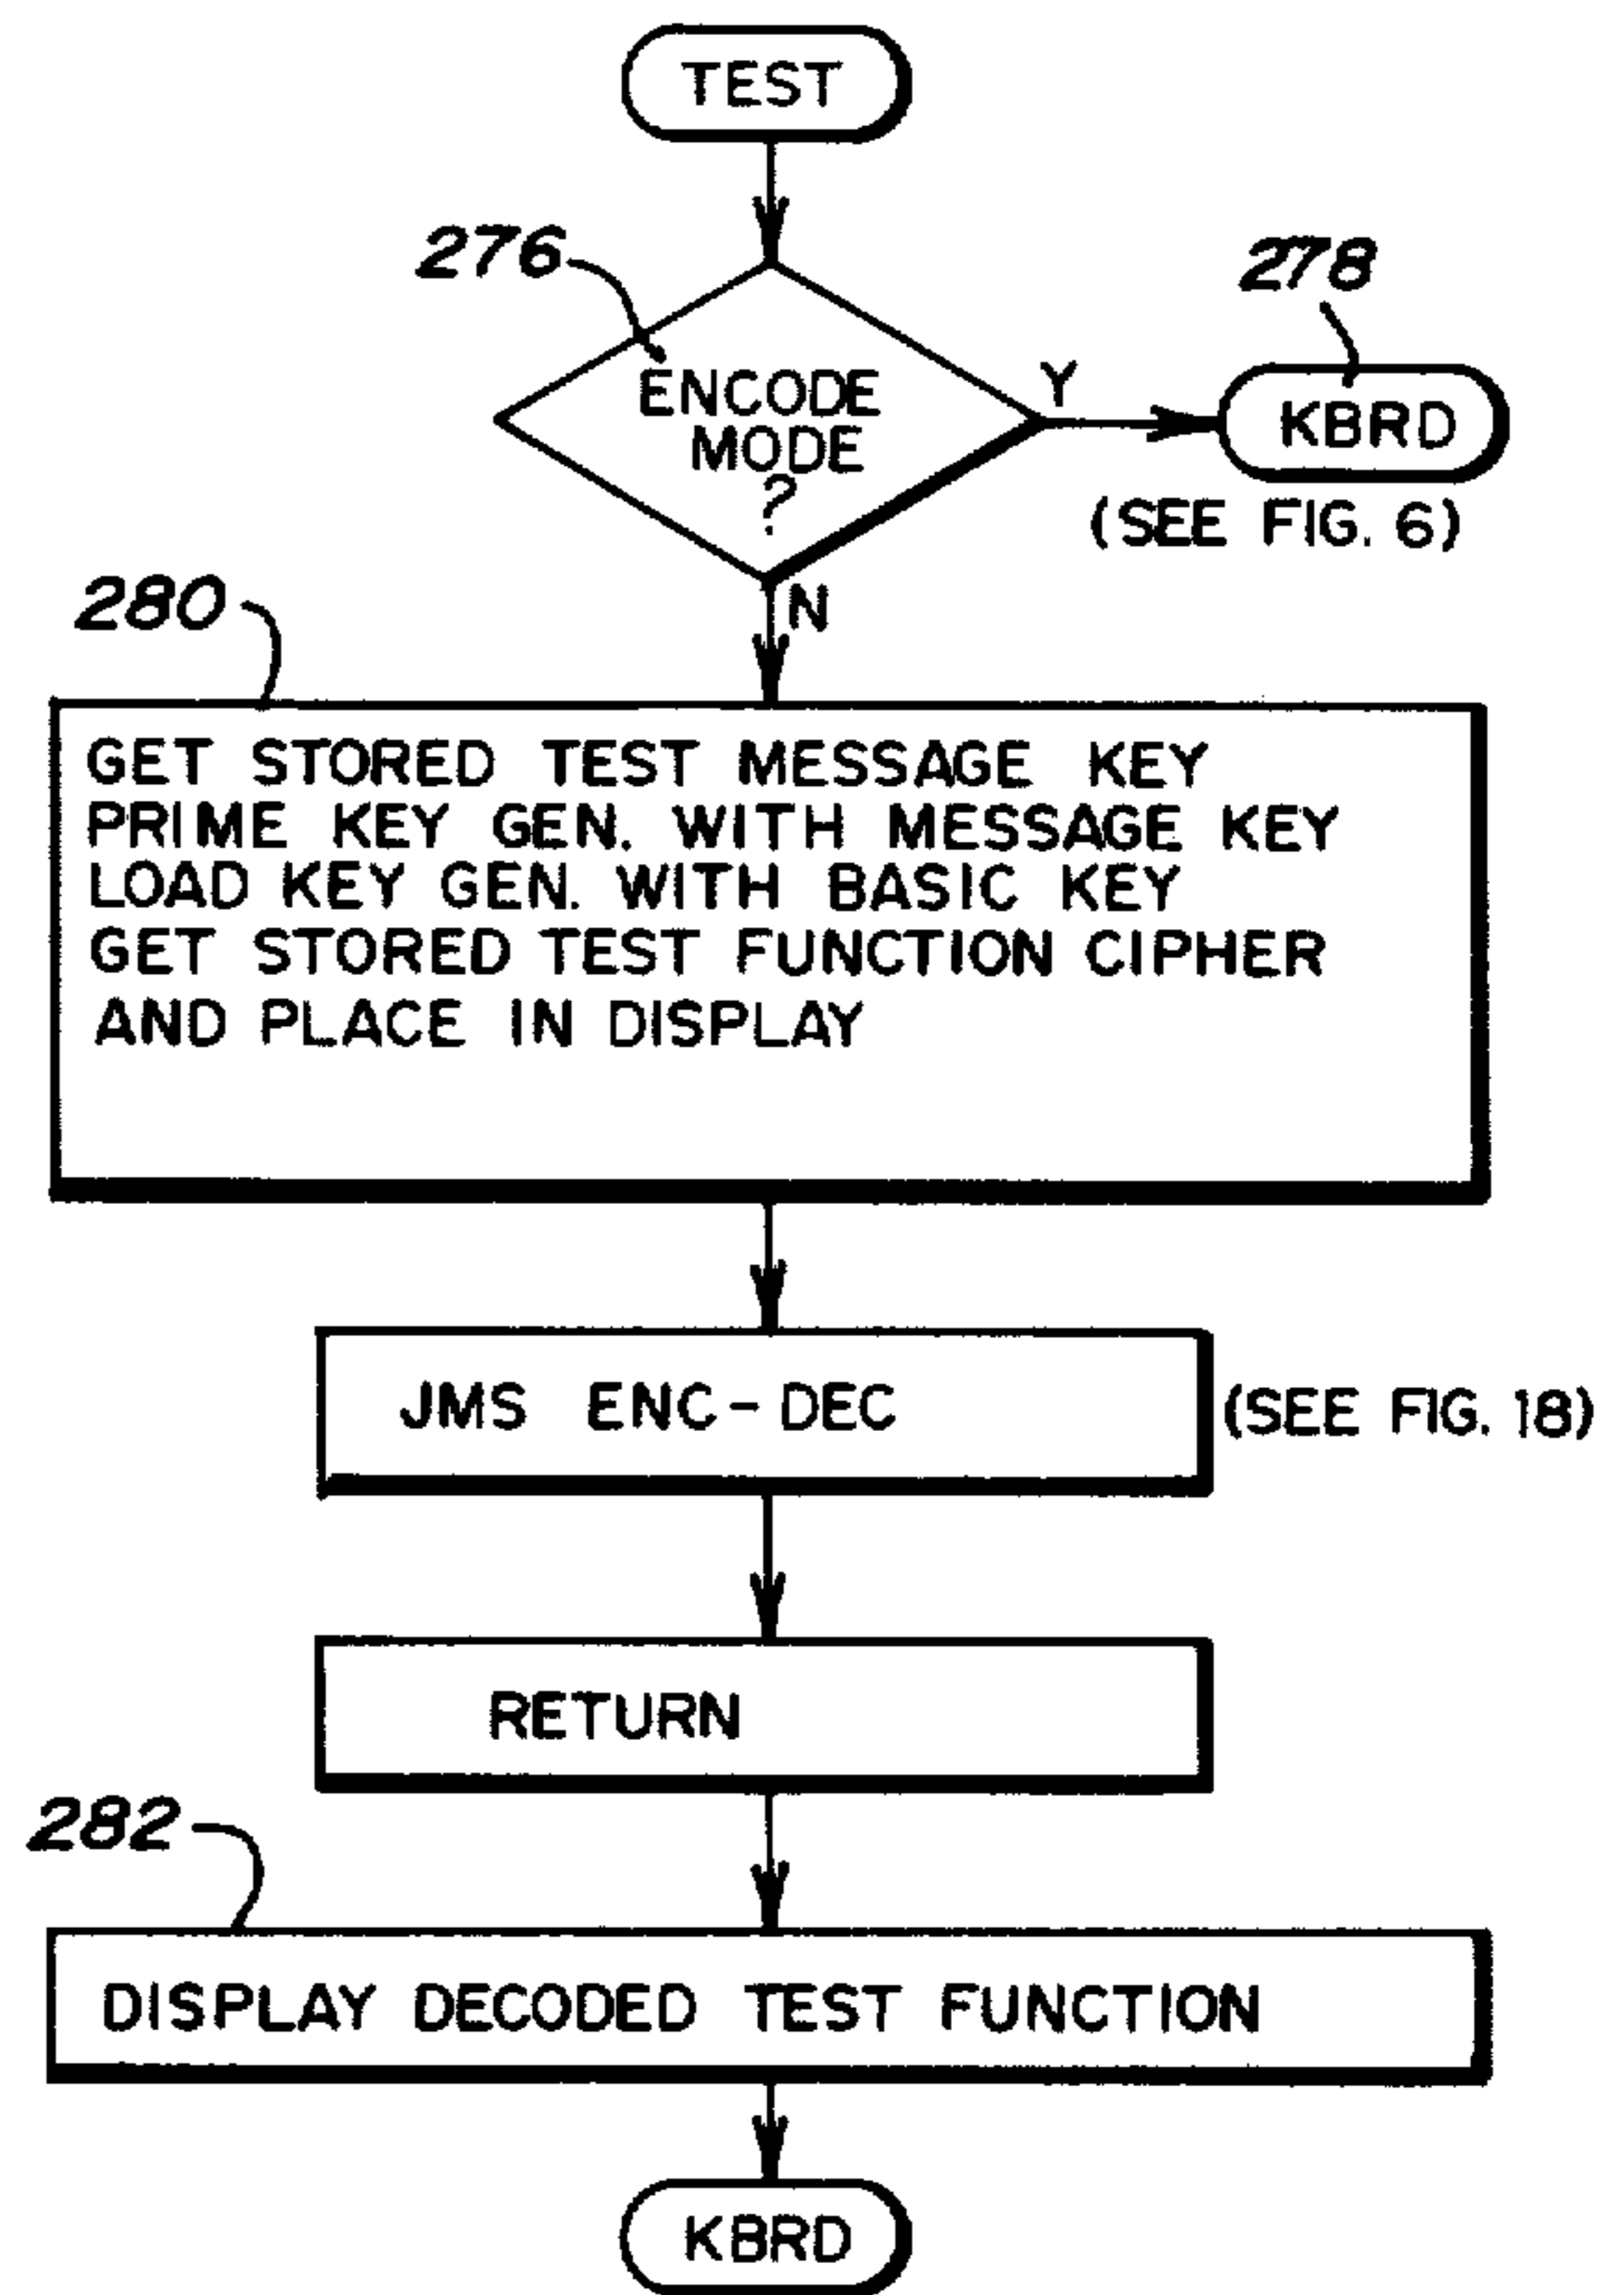 TEST
276
278
ENCODE
MODE
?
Y
KBRD
(SEE FIG. 6)
N
280
GET STORED TEST MESSAGE KEY
PRIME KEY GEN. WITH MESSAGE KEY
LOAD KEY GEN. WITH BASIC KEY
GET STORED TEST FUNCTION CIPHER
AND PLACE IN DISPLAY
JMS ENC-DEC
(SEE FIG. 18)
RETURN
282
DISPLAY DECODED TEST FUNCTION
KBRD